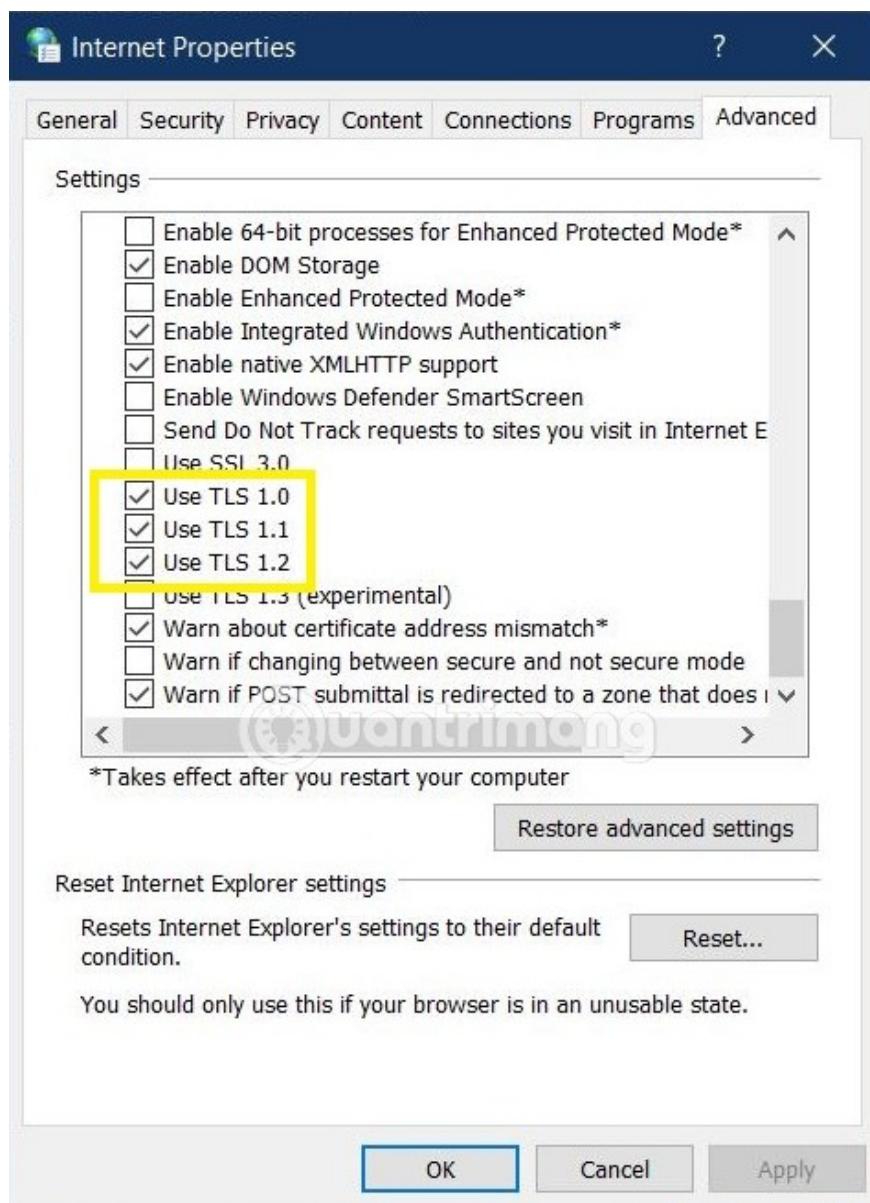 Internet Properties
?
General Security Privacy Content Connections Programs Advanced
Settings
Enable 64-bit processes for Enhanced Protected Mode*
Enable DOM Storage
Enable Enhanced Protected Mode*
Enable Integrated Windows Authentication*
Enable native XMLHTTP support
Enable Windows Defender SmartScreen
Send Do Not Track requests to sites you visit in Internet E
Use SSL 3.0
Use TLS 1.0
Use TLS 1.1
Use TLS 1.2
Use TLS 1.3 (experimental)
Warn about certificate address mismatch*
Warn if changing between secure and not secure mode
Warn if POST submittal is redirected to a zone that does
Quantrimang
*Takes effect after you restart your computer
Restore advanced settings
Reset Internet Explorer settings
Resets Internet Explorer's settings to their default
condition.
Reset...
You should only use this if your browser is in an unusable state.
OK Cancel Apply